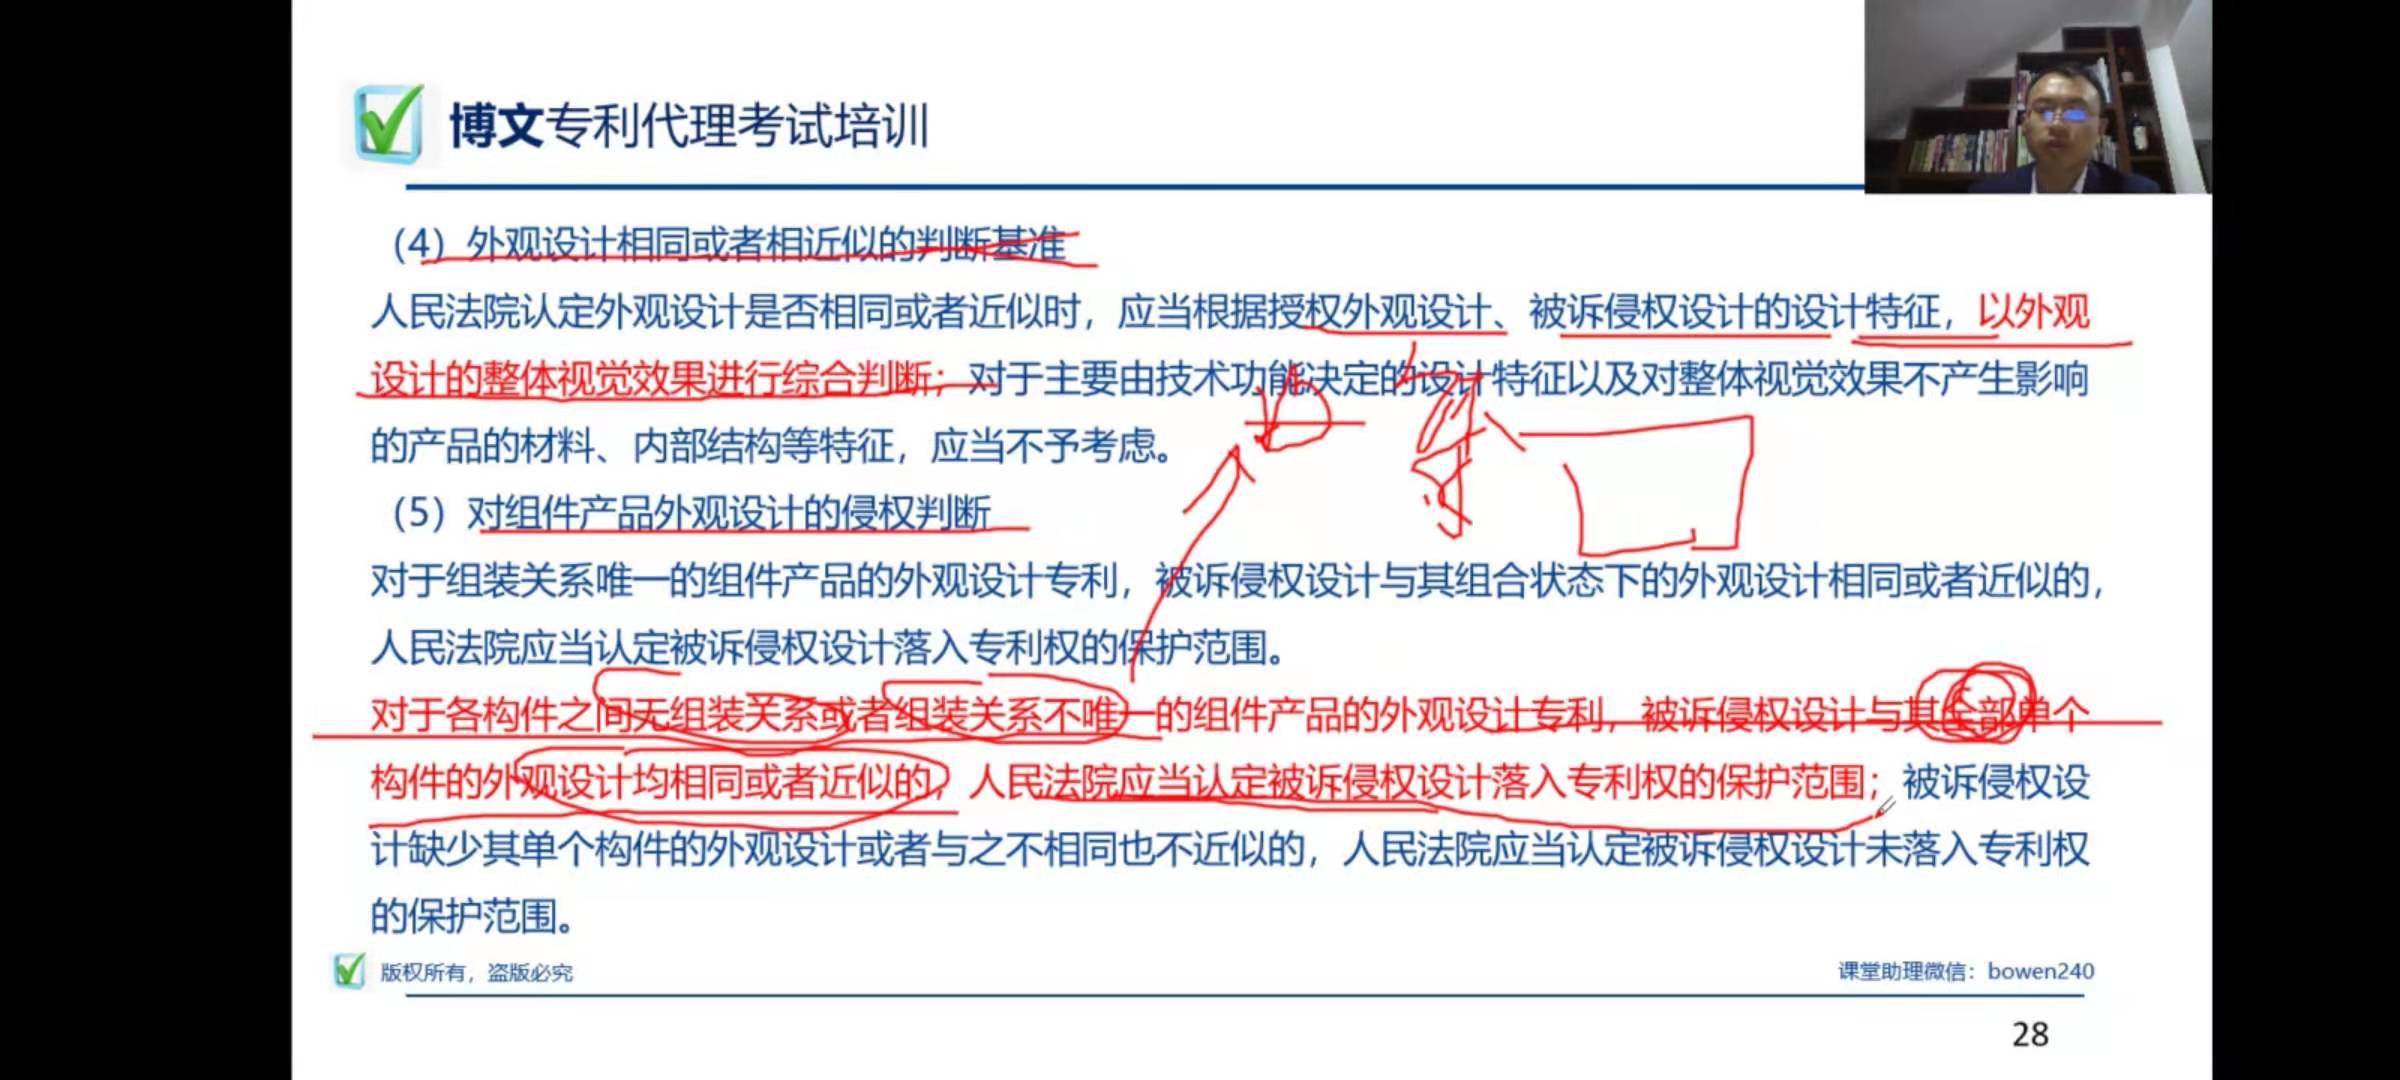 博文专利代理考试培训
（4）外观设计相同或者相近似的判断基准
人民法院认定外观设计是否相同或者近似时，应当根据授权外观设计、被诉侵权设计的设计特征，以外观
设计的整体视觉效果进行综合判断；对于主要由技术功能决定的设计特征以及对整体视觉效果不产生影响
的产品的材料、内部结构等特征，应当不予考虑。
（5）对组件产品外观设计的侵权判断
对于组装关系唯一的组件产品的外观设计专利，被诉侵权设计与其组合状态下的外观设计相同或者近似的，
人民法院应当认定被诉侵权设计落入专利权的保护范围。
对于各构件之间无组装关系或者组装关系不唯一的组件产品的外观设计专利，被诉侵权设计与其全部单个
构件的外观设计均相同或者近似的，人民法院应当认定被诉侵权设计落入专利权的保护范围；被诉侵权设
计缺少其单个构件的外观设计或者与之不相同也不近似的，人民法院应当认定被诉侵权设计未落入专利权
的保护范围。
版权所有，盗版必究
课堂助理微信：bowen240
28